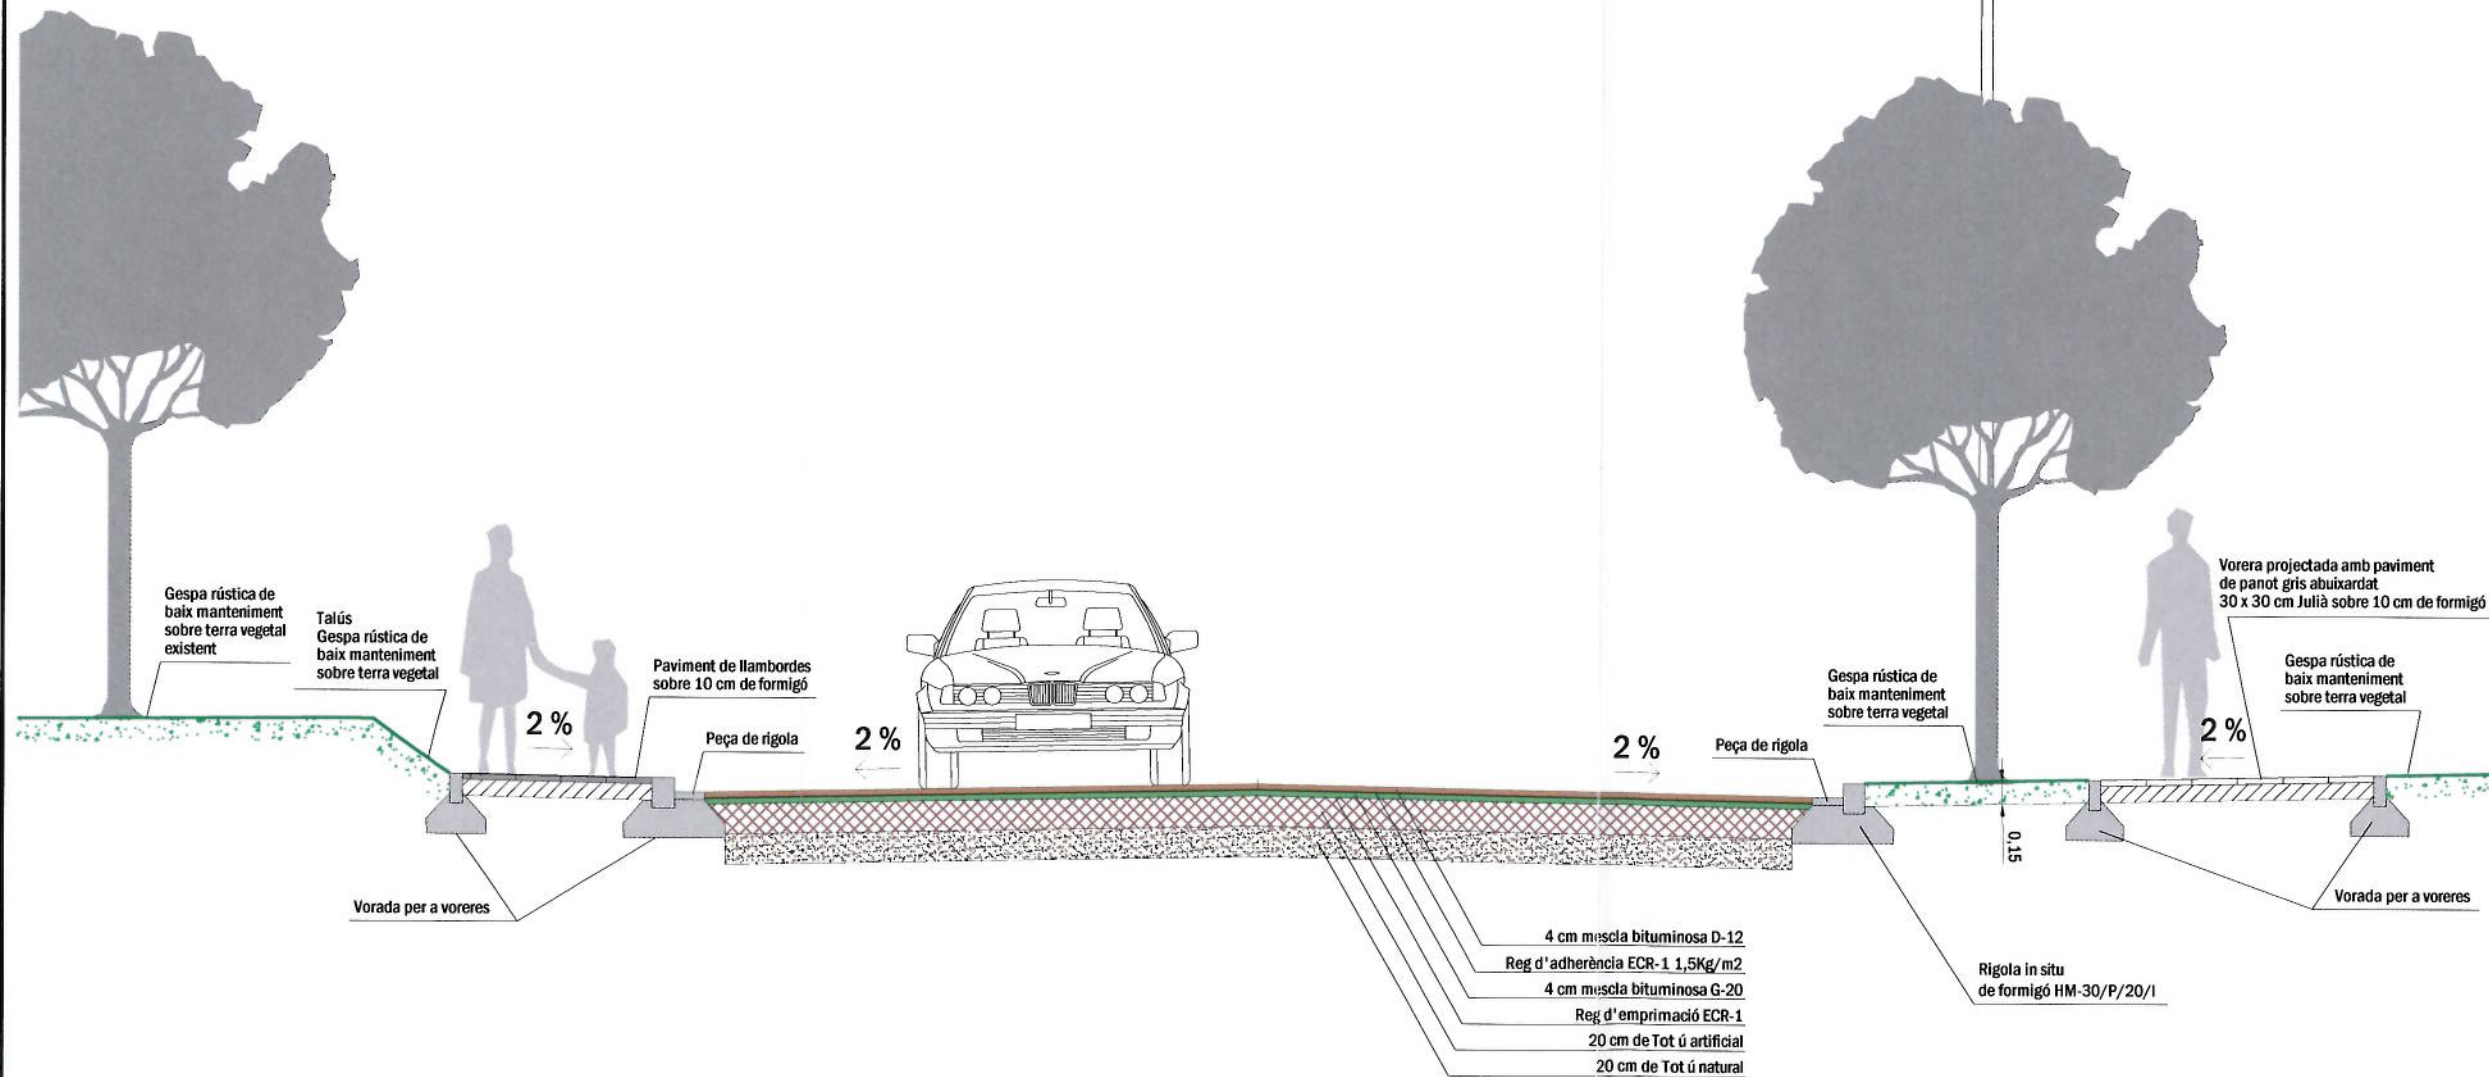 Gespa rústica de
baix manteniment
sobre terra vegetal
existent
Talús
Gespa rústica de
baix manteniment
sobre terra vegetal
2 %
Paviment de llambordes
sobre 10 cm de formigó
Peça de rigola
2 %
2 %
Peça de rigola
Gespa rústica de
baix manteniment
sobre terra vegetal
Vorera projectada amb paviment
de panot gris abuixardat
30 x 30 cm Julià sobre 10 cm de formigó
Gespa rústica de
baix manteniment
sobre terra vegetal
2 %
0,15
Vorada per a voreres
Vorada per a voreres
4 cm mescla bituminosa D-12
Reg d'adherència ECR-1 1,5Kg/m2
4 cm mescla bituminosa G-20
Reg d'emprimació ECR-1
20 cm de Tot ú artificial
20 cm de Tot ú natural
Rigola in situ
de formigó HM-30/P/20/I